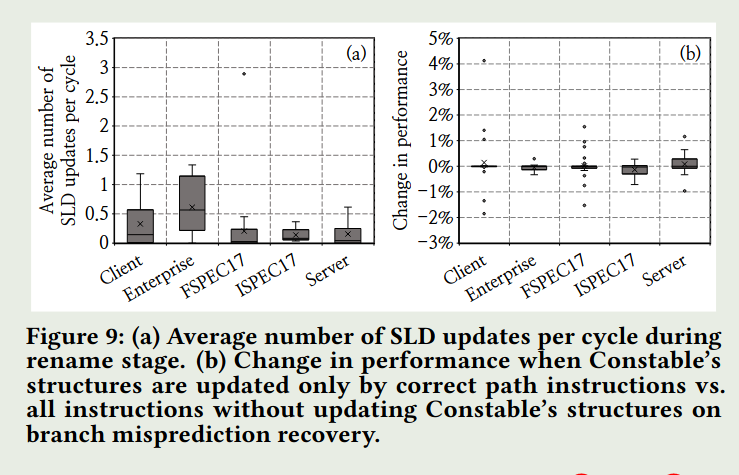 Average number of
SLD updates per cycle
3.5
3
2.5
2
1.5
1
0.5
0
(a)
Client
Enterprise
FSPEC17
ISPEC17
Server
Change in performance
5%
4%
3%
2%
1%
0%
−1%
−2%
−3%
(b)
Client
Enterprise
FSPEC17
ISPEC17
Server
Figure 9: (a) Average number of SLD updates per cycle during
rename stage. (b) Change in performance when Constable's
structures are updated only by correct path instructions vs.
all instructions without updating Constable's structures on
branch misprediction recovery.